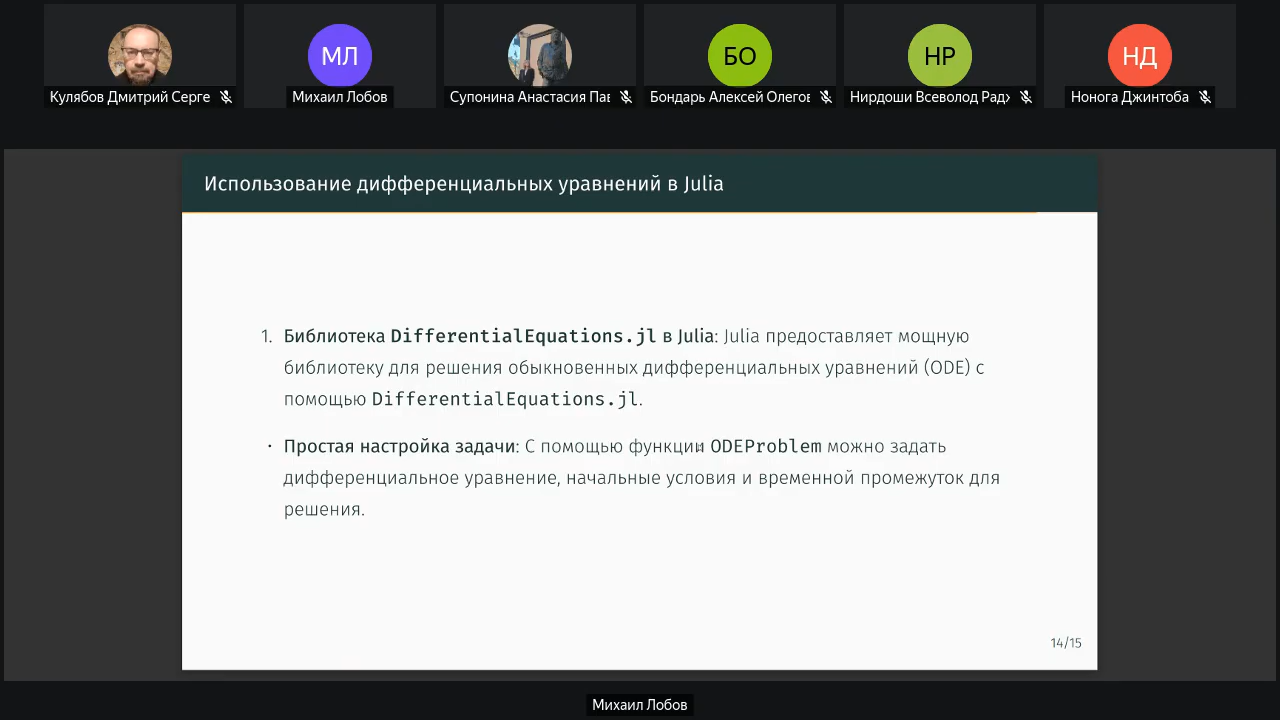 МЛ
БО
НР
НД
Кулябов Дмитрий Серге
Михаил Лобов
Супонина Анастасия Пав
Бондарь Алексей Олегов
Нирдоши Всеволод Радж
Нонога Джинтоба
Использование дифференциальных уравнений в Julia
1. Библиотека DifferentialEquations.jl в Julia: Julia предоставляет мощную
библиотеку для решения обыкновенных дифференциальных уравнений (ODE) с
помощью DifferentialEquations.jl.
· Простая настройка задачи: С помощью функции ODEProblem можно задать
дифференциальное уравнение, начальные условия и временной промежуток для
решения.
14/15
Михаил Лобов